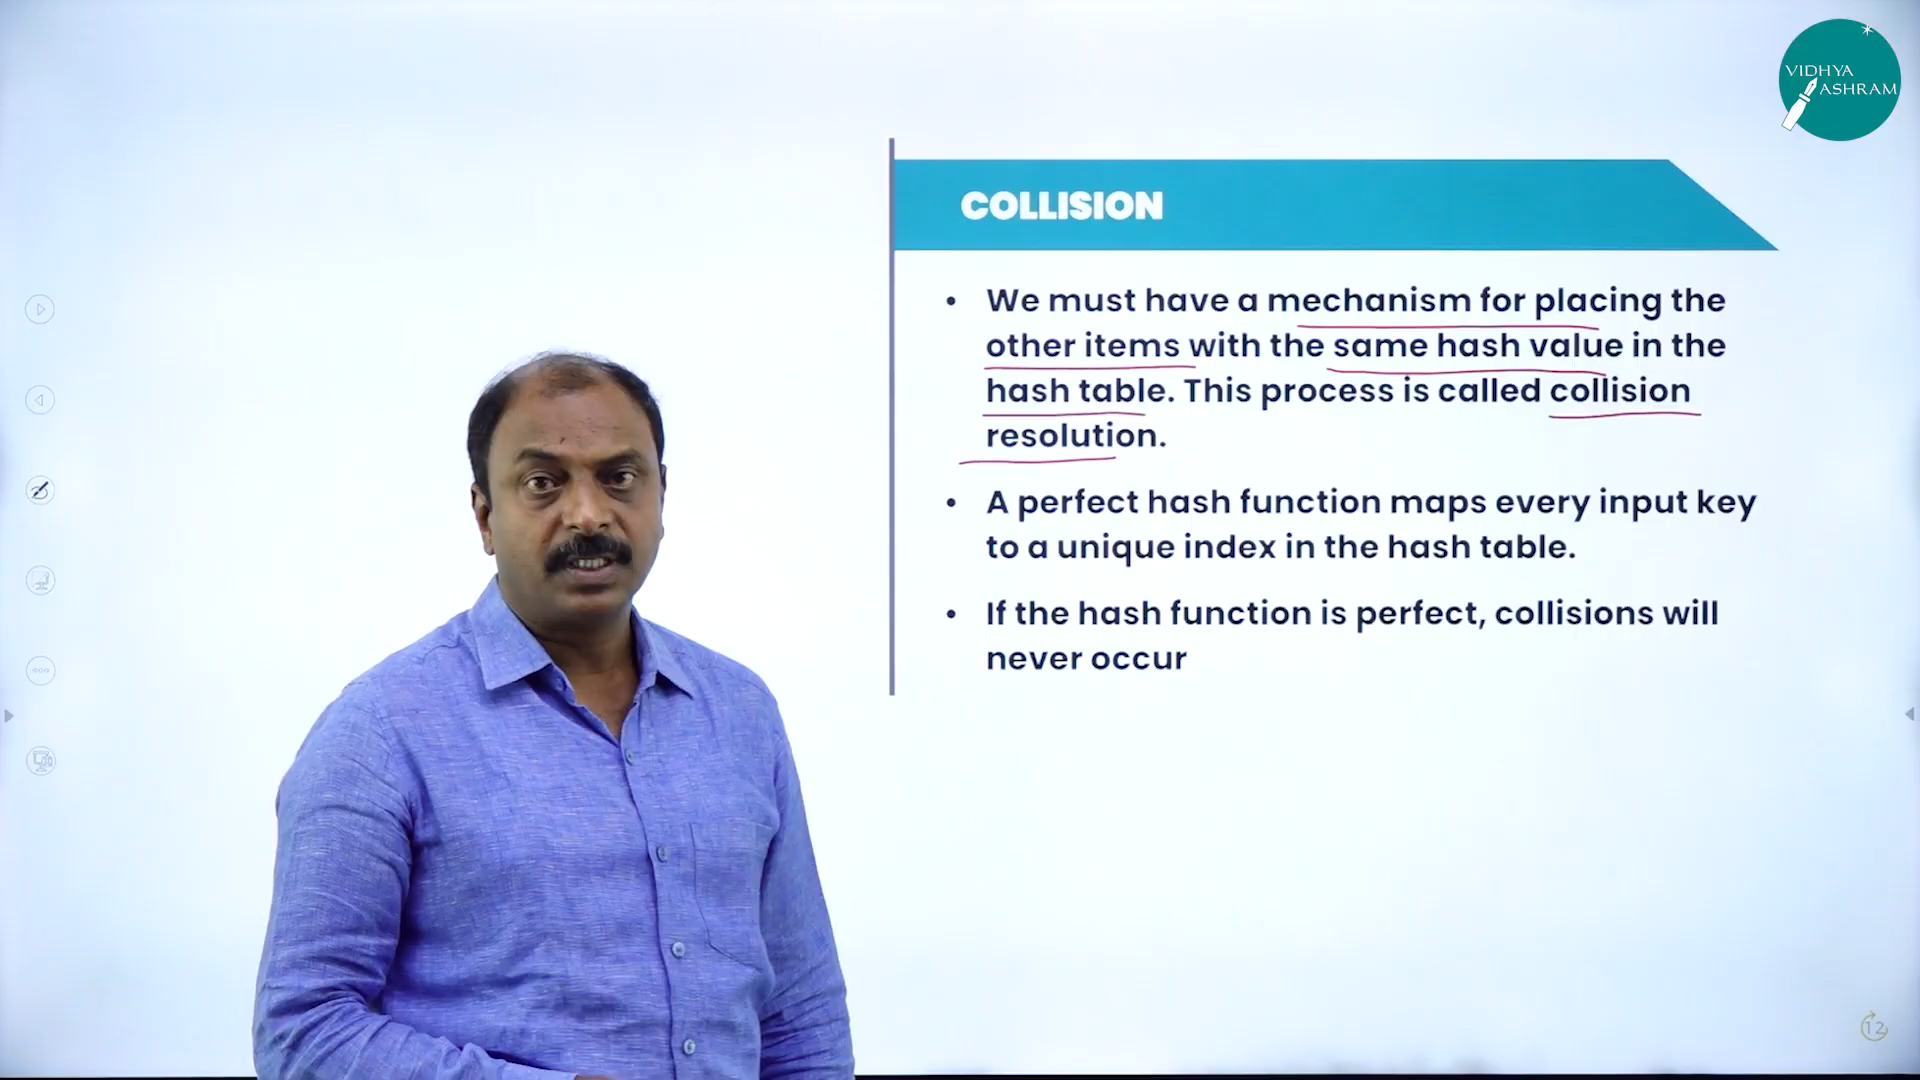 VIDHYA
ASHRAM
COLLISION
• We must have a mechanism for placing the
other items with the same hash value in the
hash table. This process is called collision
resolution.
• A perfect hash function maps every input key
to a unique index in the hash table.
• If the hash function is perfect, collisions will
never occur
12